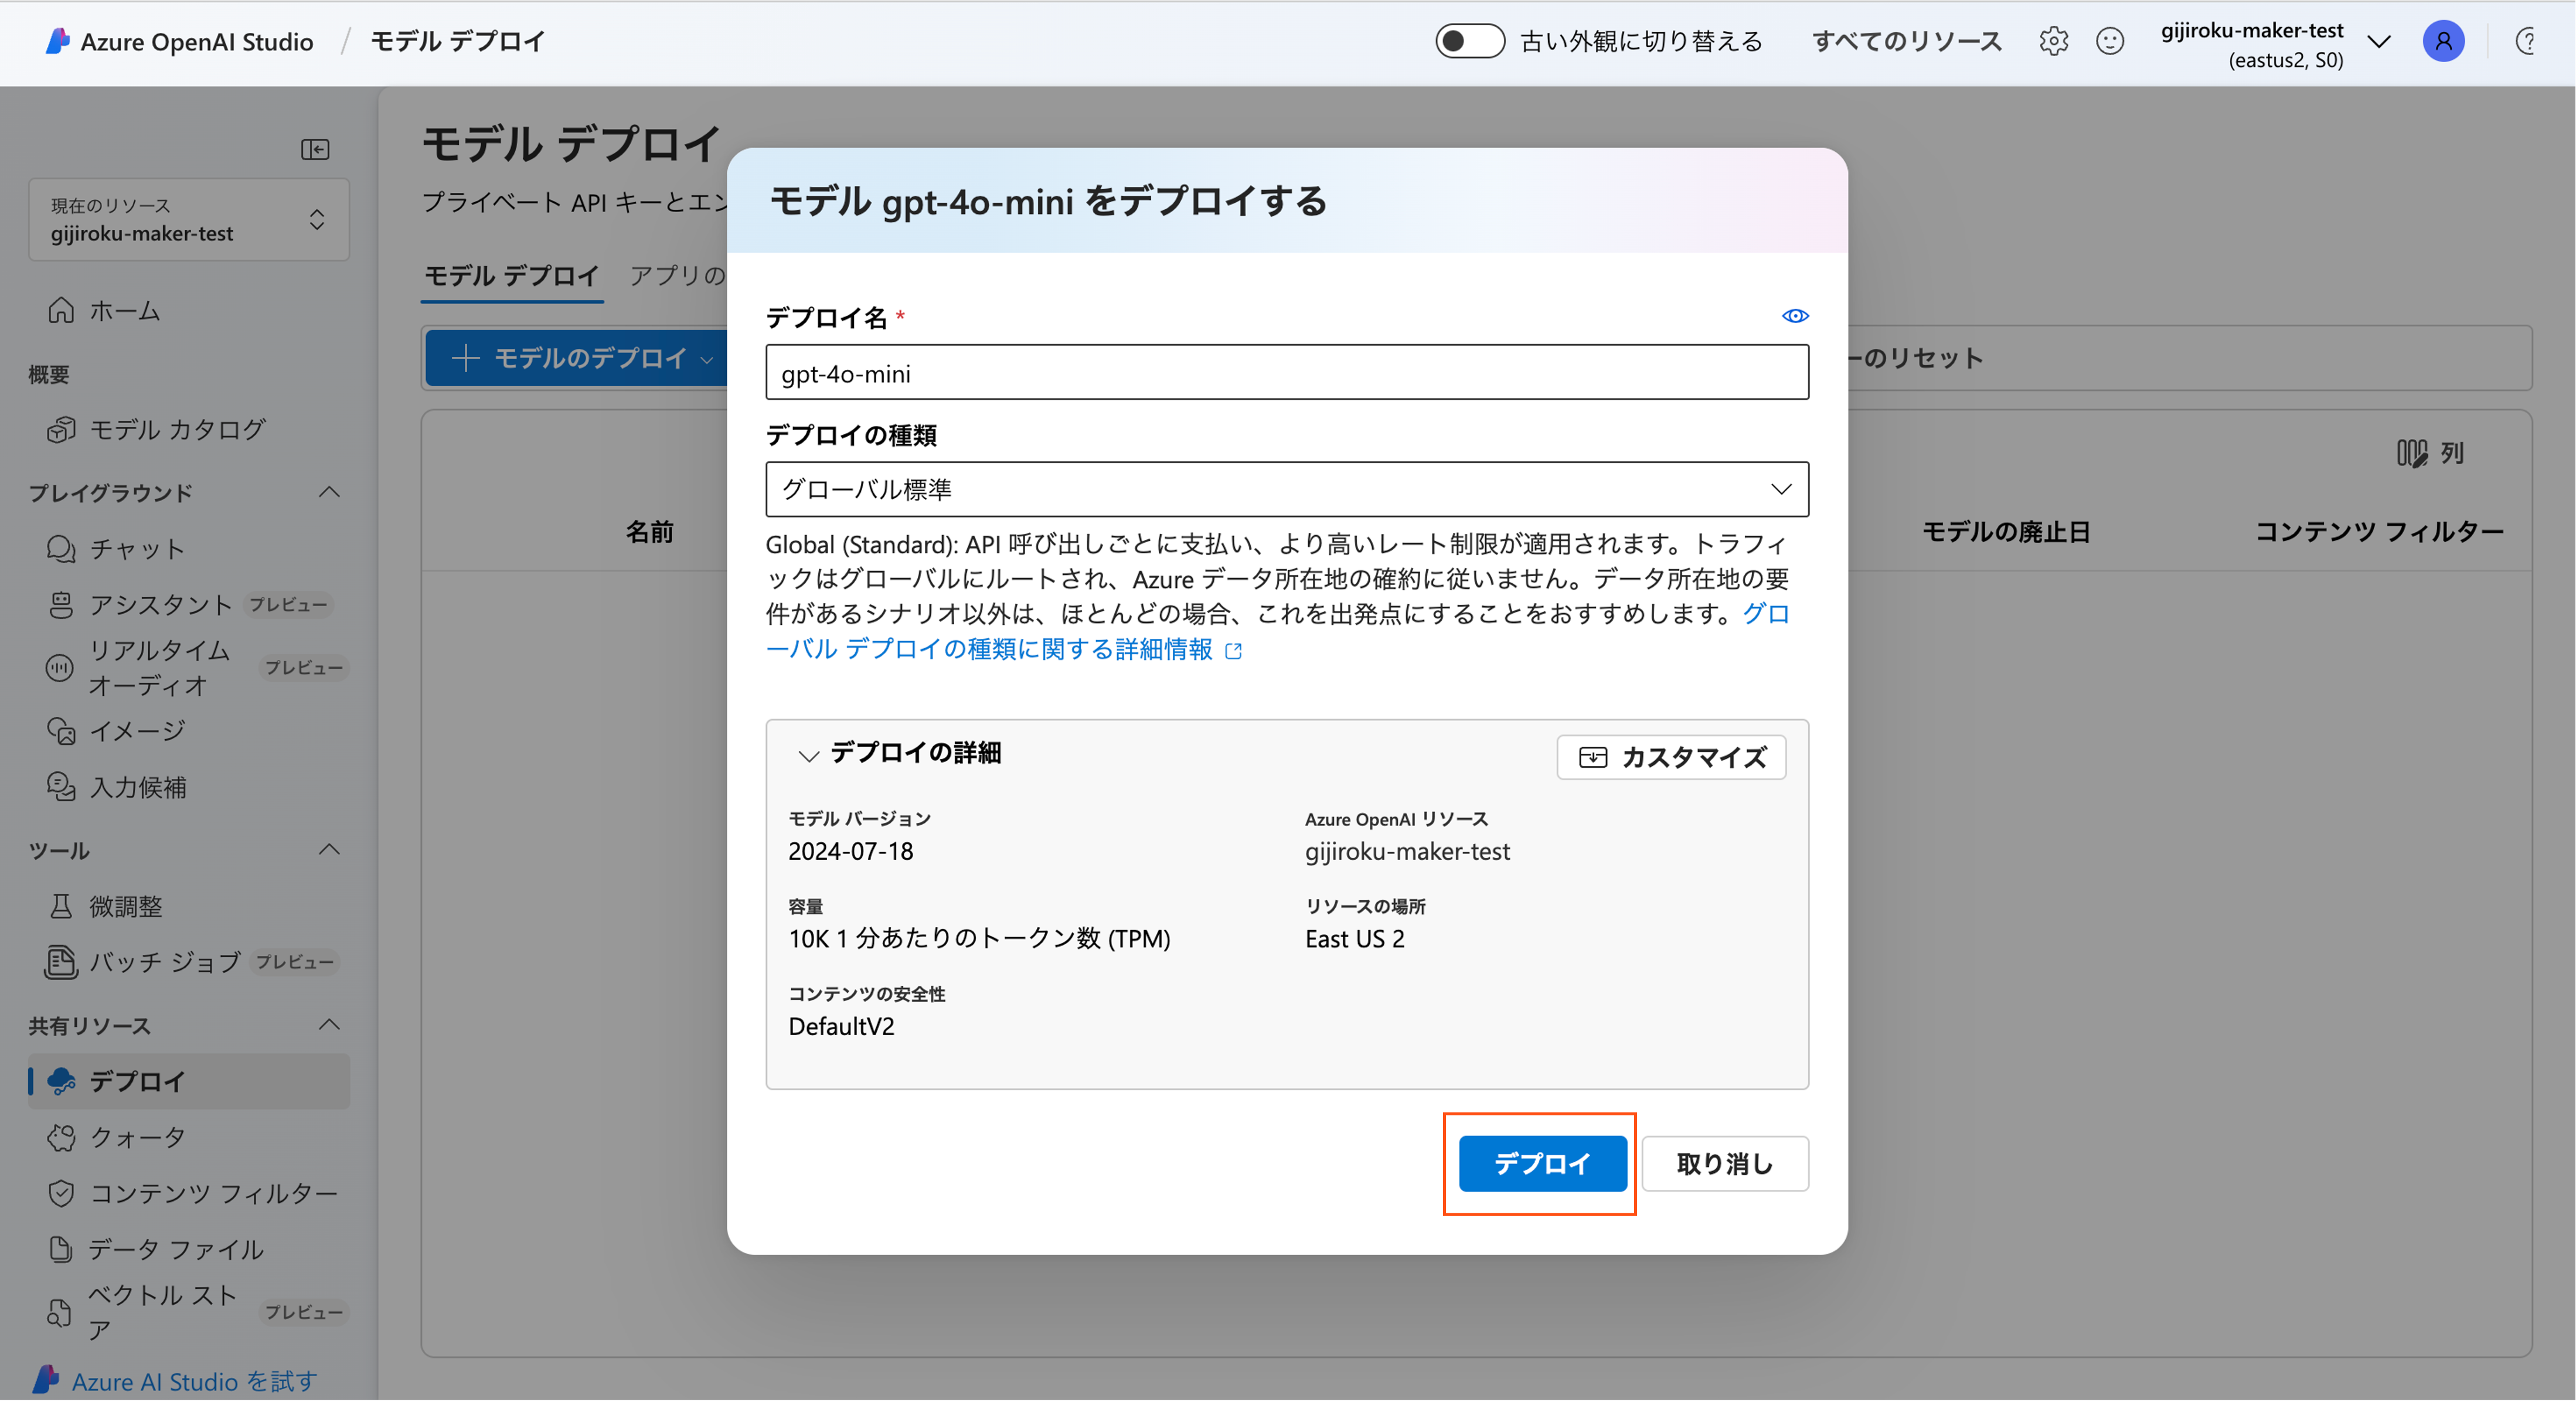 Azure OpenAI Studio / モデル デプロイ
古い外観に切り替える
すべてのリソース
gijiroku-maker-test
(eastus2, S0)
現在のリソース
gijiroku-maker-test
ホーム
概要
モデル カタログ
プレイグラウンド
チャット
アシスタント プレビュー
リアルタイム
オーディオ
プレビュー
イメージ
入力候補
ツール
微調整
バッチ ジョブ プレビュー
共有リソース
デプロイ
クォータ
コンテンツ フィルター
データ ファイル
ベクトル スト
ア
プレビュー
Azure AI Studio を試す
モデル デプロイ
プライベート API キーとエン
モデル デプロイ
アプリの
モデルのデプロイ
ーのリセット
列
名前
モデルの廃止日
コンテンツ フィルター
モデル gpt-4o-mini をデプロイする
デプロイ名 *
gpt-4o-mini
デプロイの種類
グローバル標準
Global (Standard): API 呼び出しごとに支払い、より高いレート制限が適用されます。トラフィ
ックはグローバルにルートされ、Azure データ所在地の確約に従いません。データ所在地の要
件があるシナリオ以外は、ほとんどの場合、これを出発点にすることをおすすめします。グロ
ーバル デプロイの種類に関する詳細情報
デプロイの詳細
カスタマイズ
モデル バージョン
2024-07-18
Azure OpenAI リソース
gijiroku-maker-test
容量
10K 1 分あたりのトークン数 (TPM)
リソースの場所
East US 2
コンテンツの安全性
DefaultV2
デプロイ
取り消し